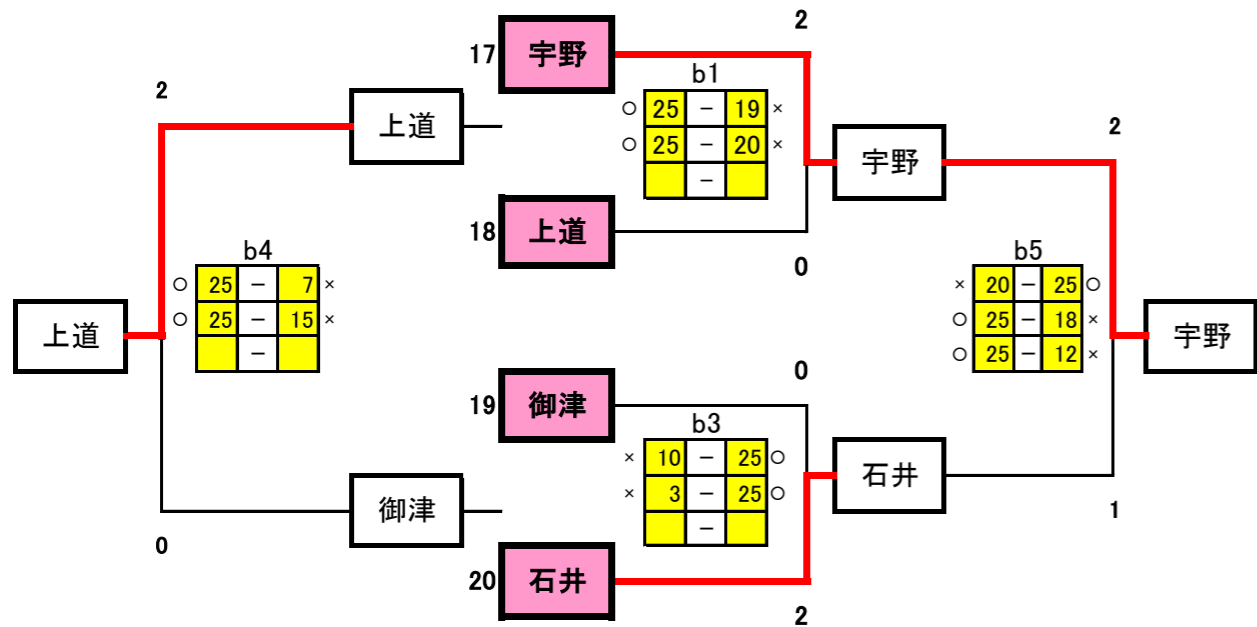 2
17 宇野
b1
○ 25 － 19 ×
○ 25 － 20 ×
－
2
上道
宇野
2
18 上道
0
b4
○ 25 － 7 ×
○ 25 － 15 ×
－
b5
× 20 － 25 ○
○ 25 － 18 ×
○ 25 － 12 ×
上道
宇野
0
19 御津
b3
× 10 － 25 ○
× 3 － 25 ○
－
石井
御津
0
1
20 石井
2